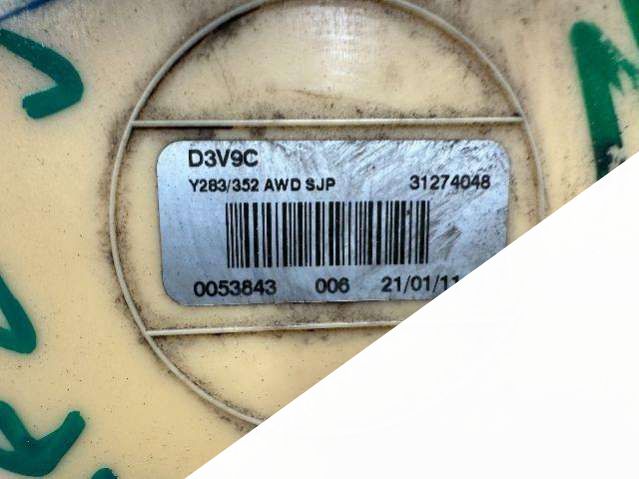 D3V9C
Y283/352 AWD SJP 31274048
0053843 006 21/01/11